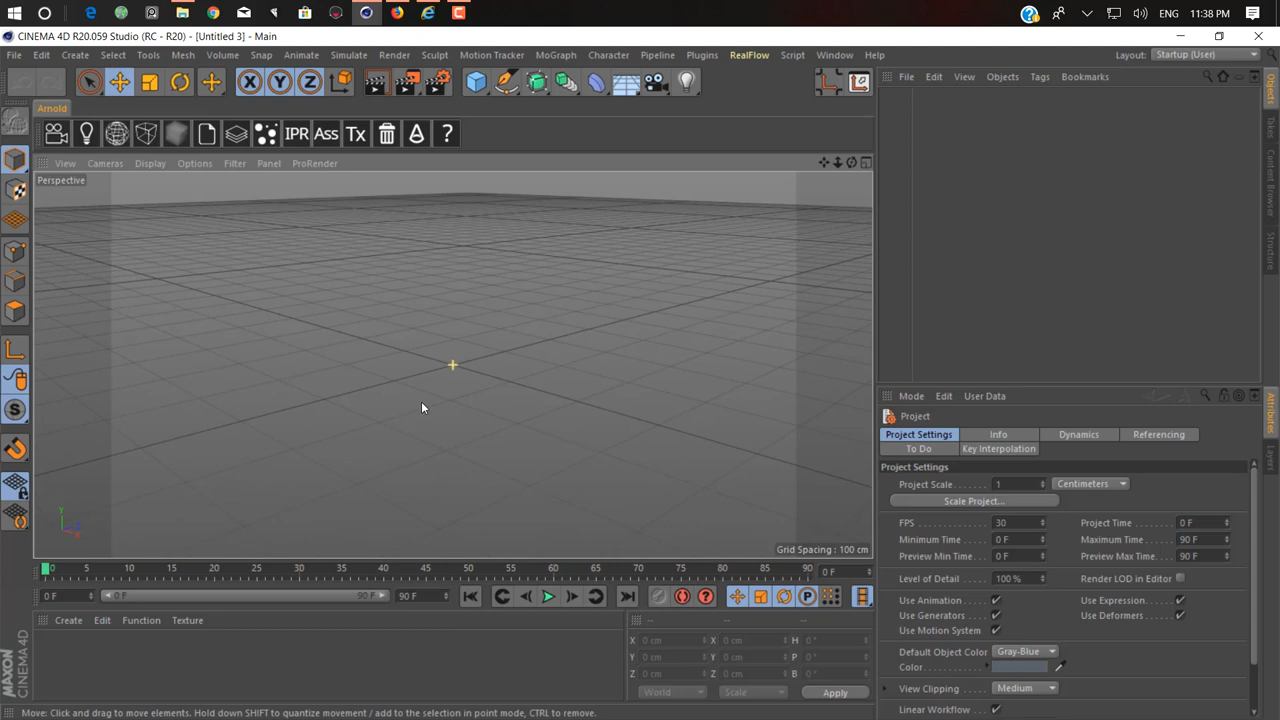 ENG 11:38 PM
CINEMA 4D R20.059 Studio (RC - R20) - [Untitled 3] - Main
File Edit Create Select Tools Mesh Volume Snap Animate Simulate Render Sculpt Motion Tracker MoGraph Character Pipeline Plugins RealFlow Script Window Help Layout: Startup (User)
File Edit View Objects Tags Bookmarks
X Y Z
Arnold
IPR Ass Tx ?
View Cameras Display Options Filter Panel ProRender
Perspective
Objects
Takes
Content Browser
Structure
Mode Edit User Data
Project
Project Settings Info Dynamics Referencing
To Do Key Interpolation
Project Settings
Project Scale 1 Centimeters
Scale Project...
FPS 30 Project Time 0 F
Minimum Time 0 F Maximum Time 90 F
Preview Min Time 0 F Preview Max Time 90 F
Level of Detail 100 % Render LOD in Editor
Use Animation Use Expression
Use Generators Use Deformers
Use Motion System
Default Object Color Gray-Blue
Color
View Clipping Medium
Linear Workflow
Attributes
Layers
Y
Z
X
Grid Spacing : 100 cm
0 5 10 15 20 25 30 35 40 45 50 55 60 65 70 75 80 85 90 0 F
0 F 0 F 90 F 90 F
Create Edit Function Texture
-- -- --
X 0 cm X 0 cm H 0 °
Y 0 cm Y 0 cm P 0 °
Z 0 cm Z 0 cm B 0 °
World Scale Apply
MAXON CINEMA 4D
Move: Click and drag to move elements. Hold down SHIFT to quantize movement / add to the selection in point mode, CTRL to remove.